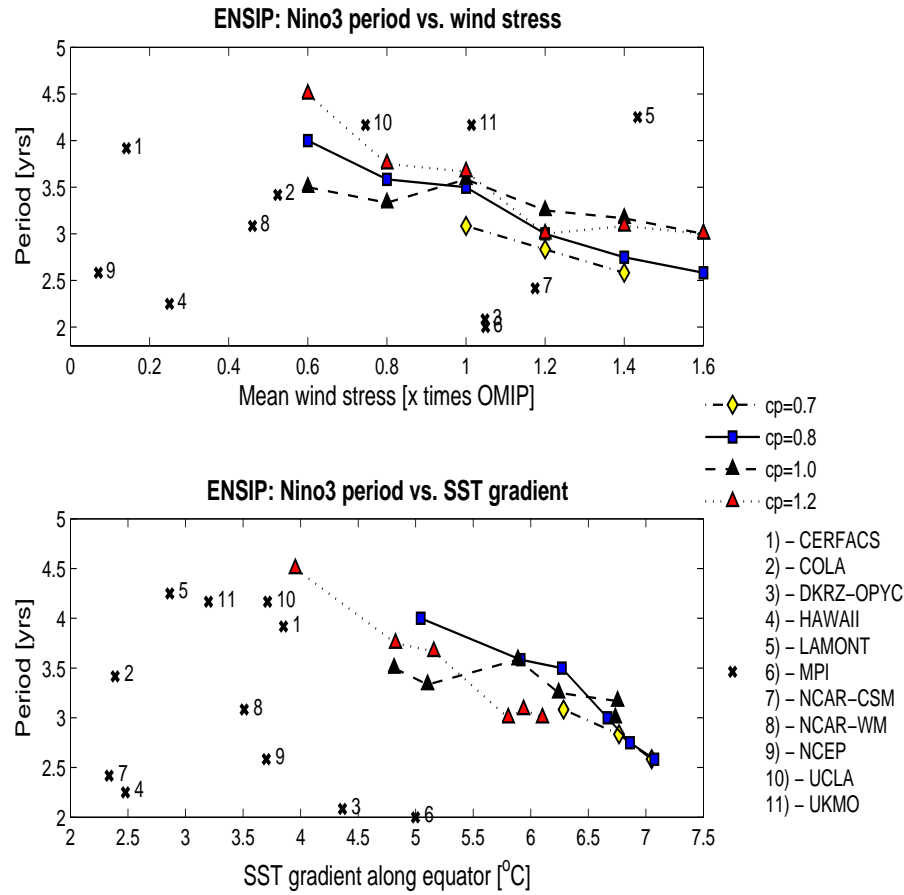 ENSIP: Nino3 period vs. wind stress
5
4.5
4
3.5
3
2.5
2
Period [yrs]
1
2
3
4
5
6
7
8
9
10
11
0
0.2
0.4
0.6
0.8
1
1.2
1.4
1.6
Mean wind stress [x times OMIP]
cp=0.7
cp=0.8
cp=1.0
cp=1.2
ENSIP: Nino3 period vs. SST gradient
5
4.5
4
3.5
3
2.5
2
Period [yrs]
1
2
3
4
5
6
7
8
9
10
11
2
2.5
3
3.5
4
4.5
5
5.5
6
6.5
7
7.5
SST gradient along equator [°C]
1) – CERFACS
2) – COLA
3) – DKRZ–OPYC
4) – HAWAII
5) – LAMONT
6) – MPI
7) – NCAR–CSM
8) – NCAR–WM
9) – NCEP
10) – UCLA
11) – UKMO